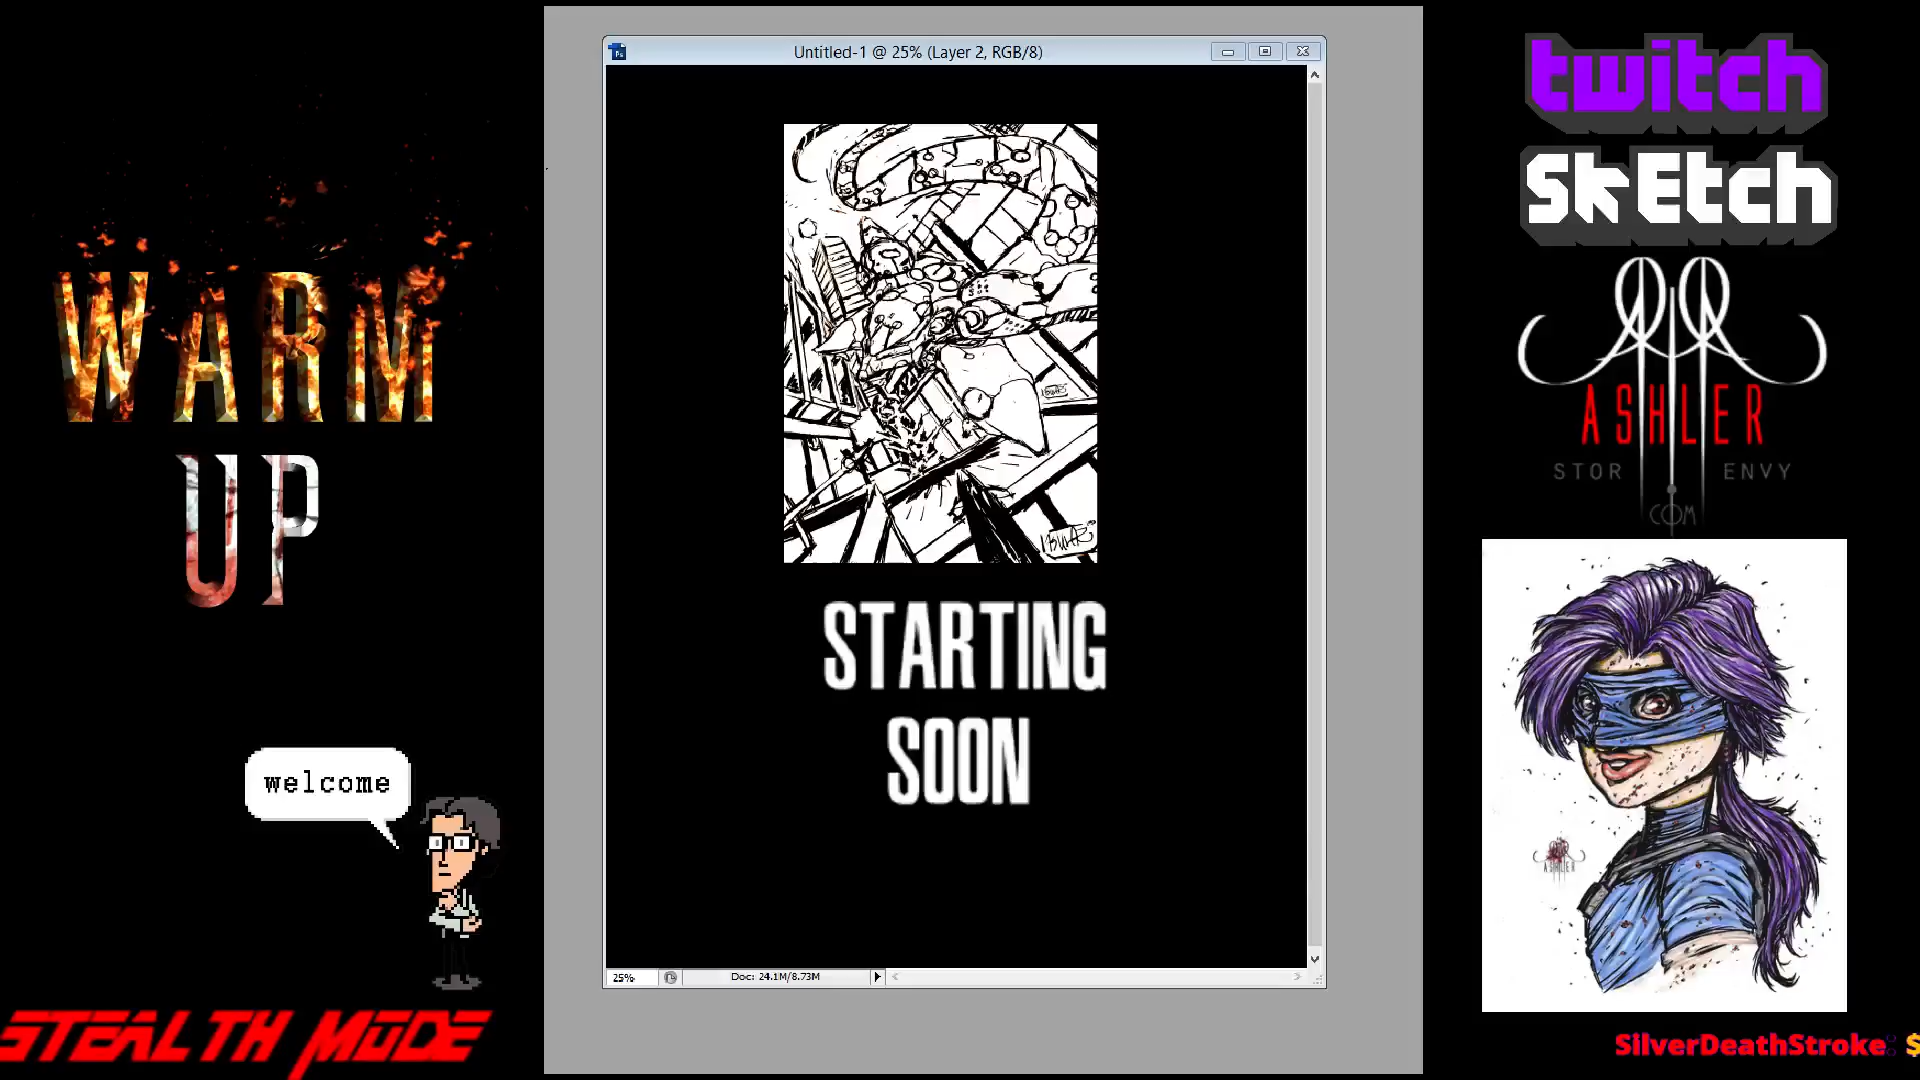 Untitled-1 @ 25% (Layer 2, RGB/8)
WARM
UP
welcome
STEALTH MODE
STARTING
SOON
25%
Doc: 24.1M/8.73M
twitch
SkEtch
ASHLER
STOR ENVY
COM
ASHLER
SilverDeathStroke: $